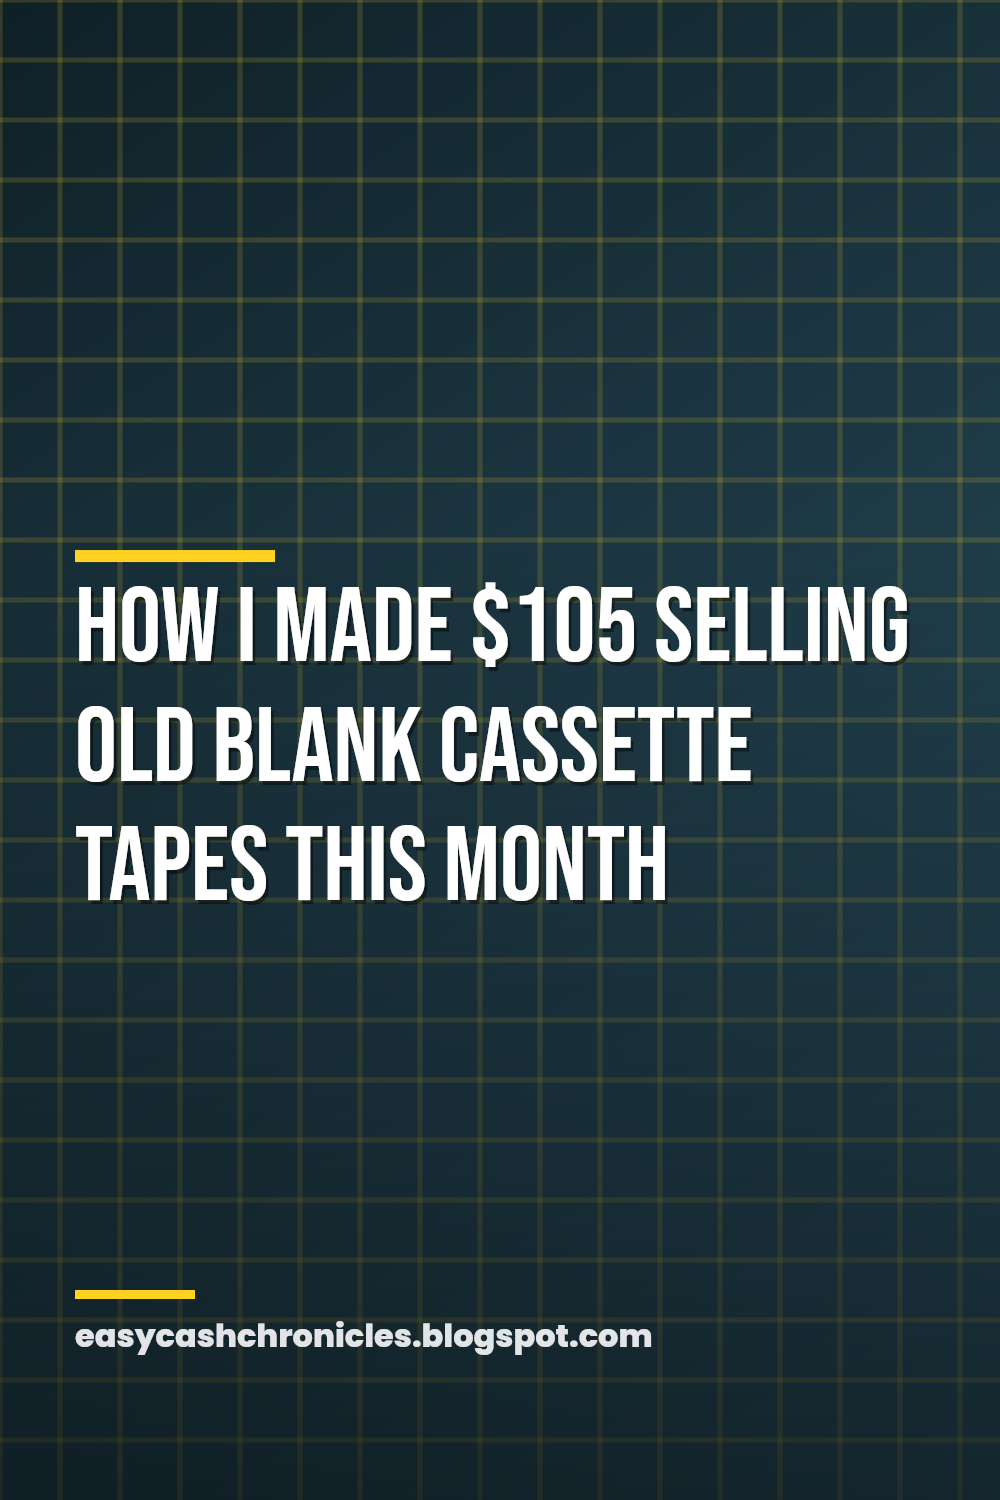 HOW I MADE $105 SELLING
OLD BLANK CASSETTE
TAPES THIS MONTH
easycashchronicles.blogspot.com